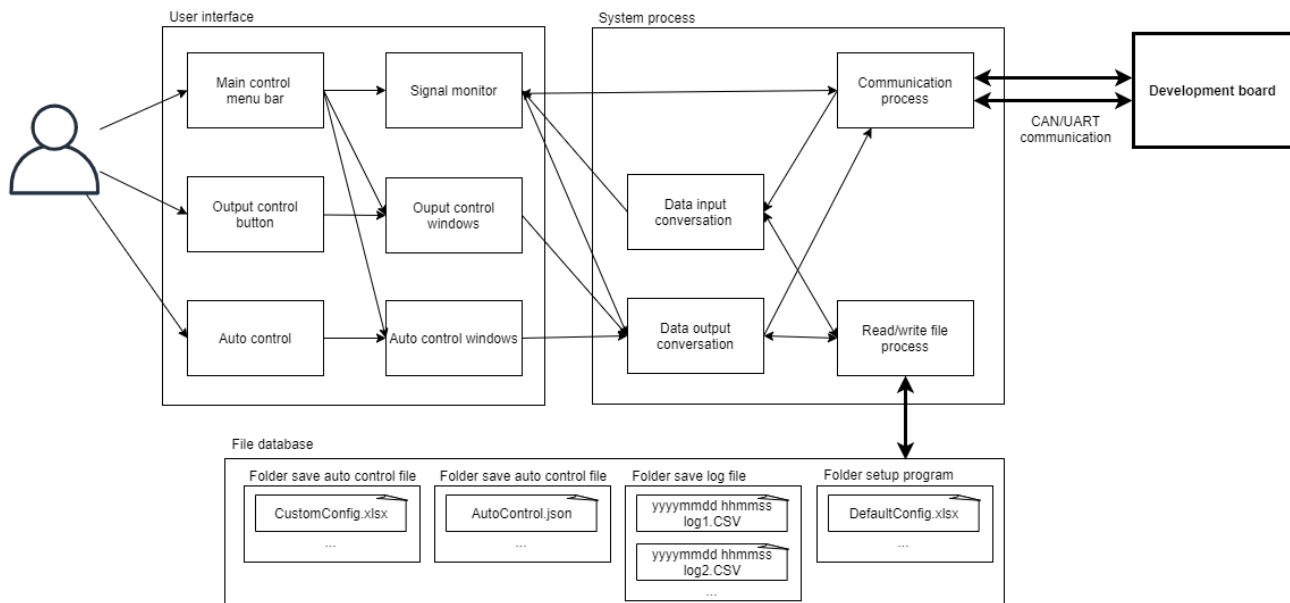 User interface
System process
Main control
menu bar
Signal monitor
Communication
process
Development board
CAN/UART
communication
Output control
button
Ouput control
windows
Data input
conversation
Auto control
Auto control windows
Data output
conversation
Read/write file
process
File database
Folder save auto control file
Folder save auto control file
Folder save log file
Folder setup program
CustomConfig.xlsx
...
AutoControl.json
...
yyyymmdd hhmmss
log1.CSV
yyyymmdd hhmmss
log2.CSV
...
DefaultConfig.xlsx
...